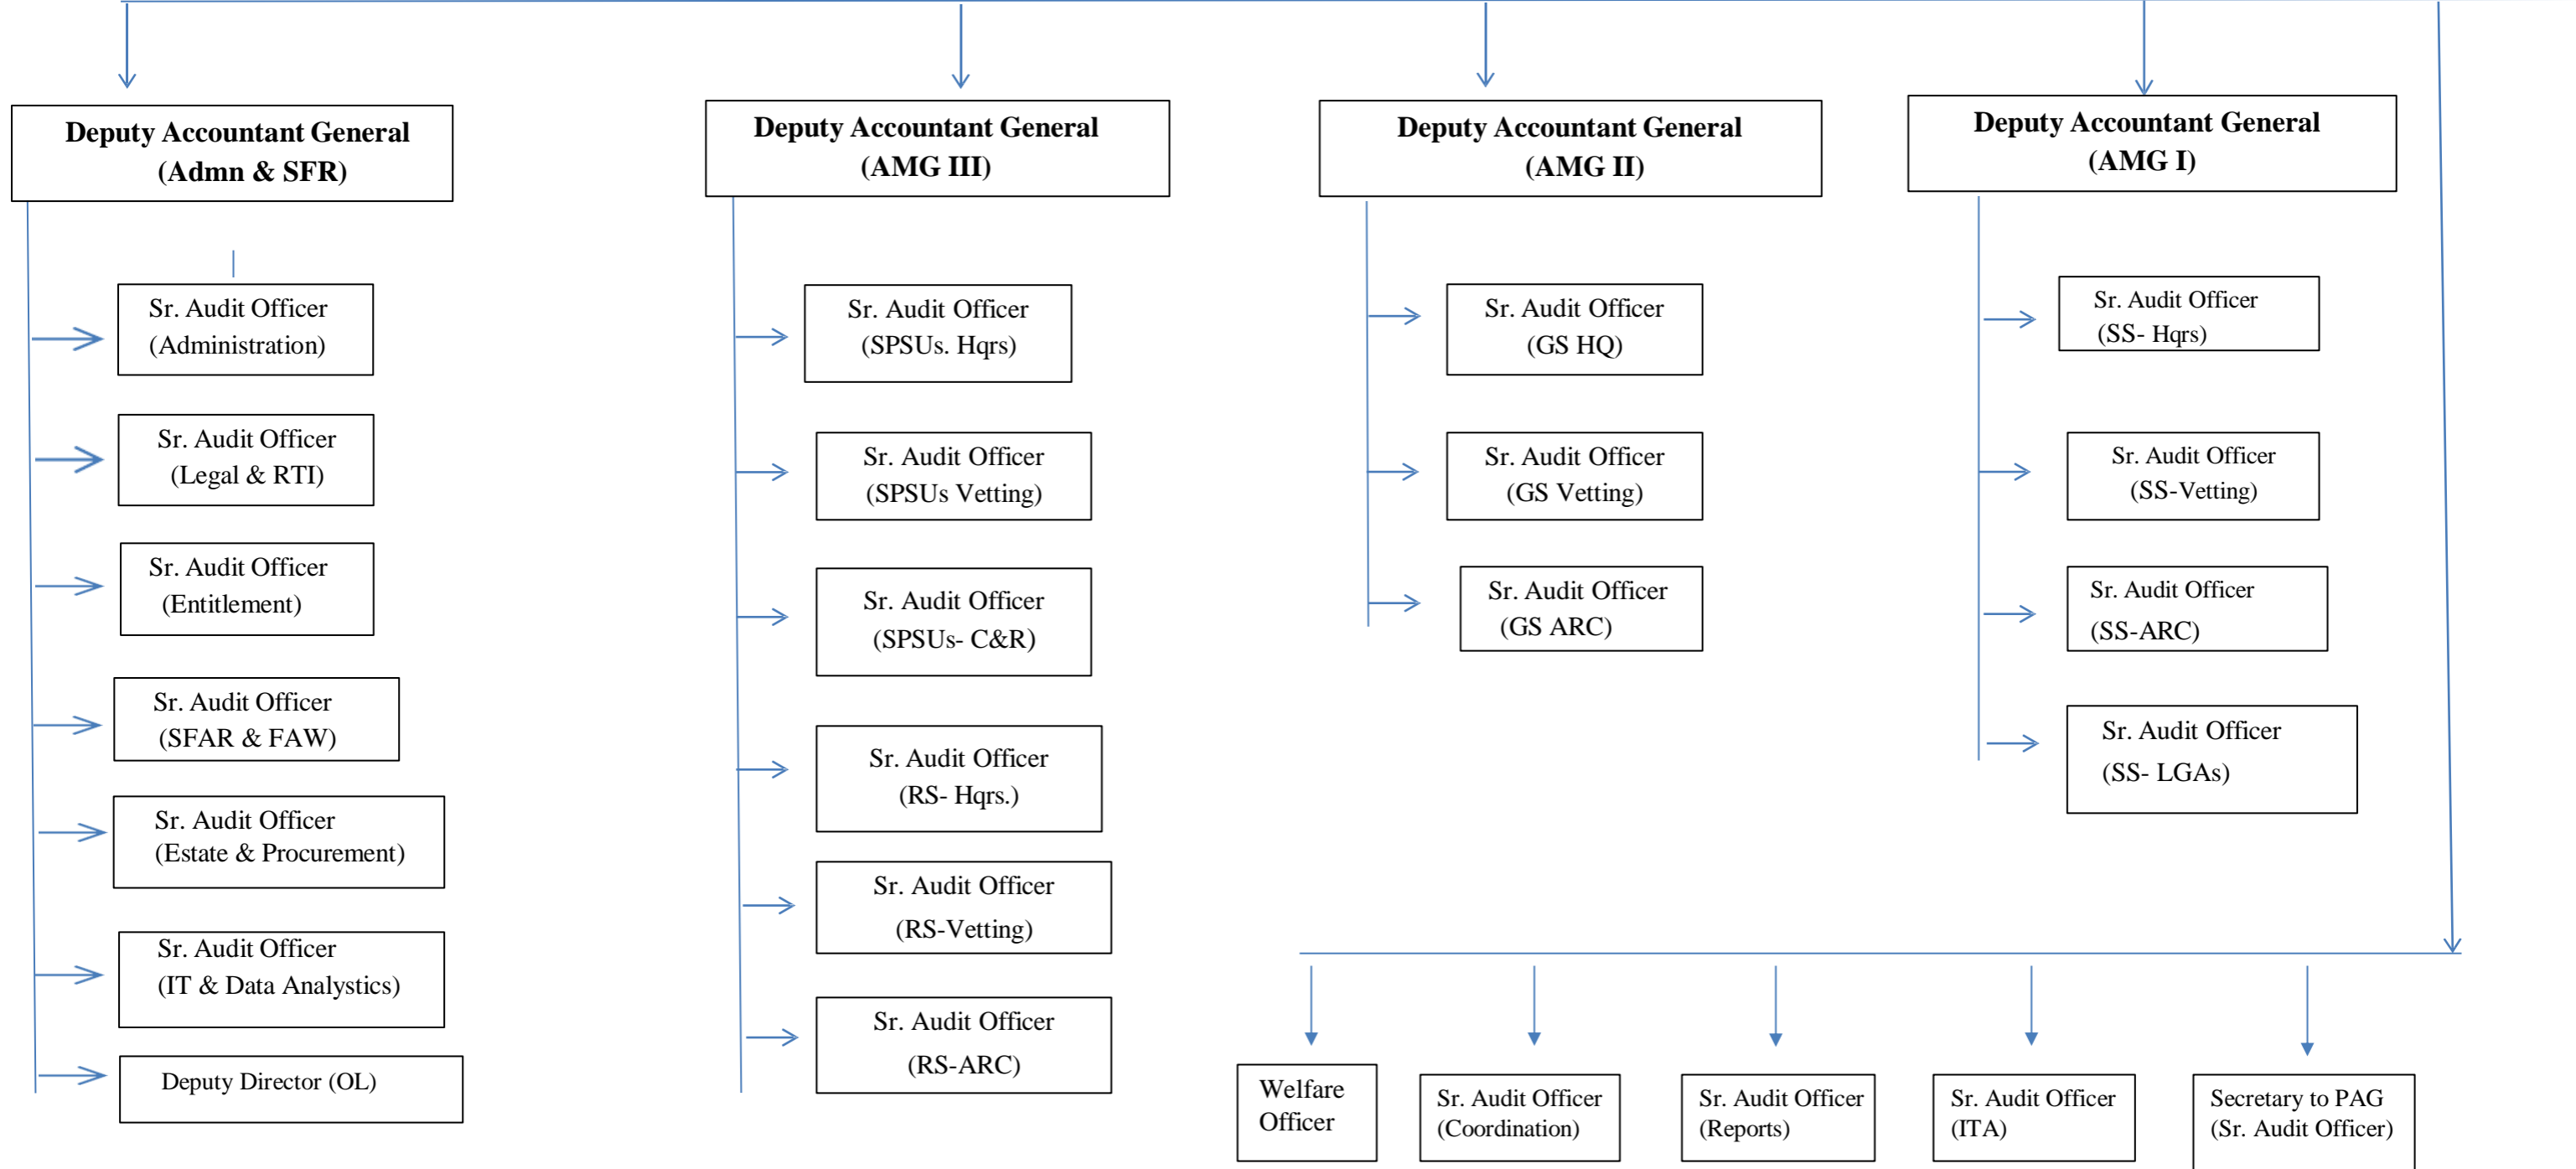 Deputy Accountant General
(Admn & SFR)
Sr. Audit Officer
(Administration)
Sr. Audit Officer
(Legal & RTI)
Sr. Audit Officer
(Entitlement)
Sr. Audit Officer
(SFAR & FAW)
Sr. Audit Officer
(Estate & Procurement)
Sr. Audit Officer
(IT & Data Analystics)
Deputy Director (OL)
Deputy Accountant General
(AMG III)
Sr. Audit Officer
(SPSUs. Hqrs)
Sr. Audit Officer
(SPSUs Vetting)
Sr. Audit Officer
(SPSUs- C&R)
Sr. Audit Officer
(RS- Hqrs.)
Sr. Audit Officer
(RS-Vetting)
Sr. Audit Officer
(RS-ARC)
Deputy Accountant General
(AMG II)
Sr. Audit Officer
(GS HQ)
Sr. Audit Officer
(GS Vetting)
Sr. Audit Officer
(GS ARC)
Deputy Accountant General
(AMG I)
Sr. Audit Officer
(SS- Hqrs)
Sr. Audit Officer
(SS-Vetting)
Sr. Audit Officer
(SS-ARC)
Sr. Audit Officer
(SS- LGAs)
Welfare
Officer
Sr. Audit Officer
(Coordination)
Sr. Audit Officer
(Reports)
Sr. Audit Officer
(ITA)
Secretary to PAG
(Sr. Audit Officer)